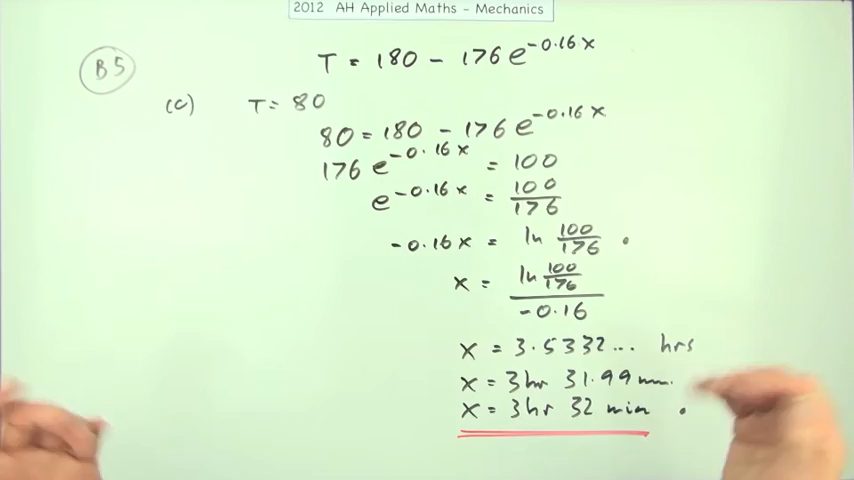 2012 AH Applied Maths - Mechanics
B5
T = 180 - 176e^-0.16x
(c) T = 80
80 = 180 - 176e^-0.16x
176e^-0.16x = 100
e^-0.16x = 100/176
-0.16x = ln 100/176 .
x = ln 100/176 / -0.16
x = 3.5332... hrs
x = 3hr 31.99 min.
x = 3hr 32 min .